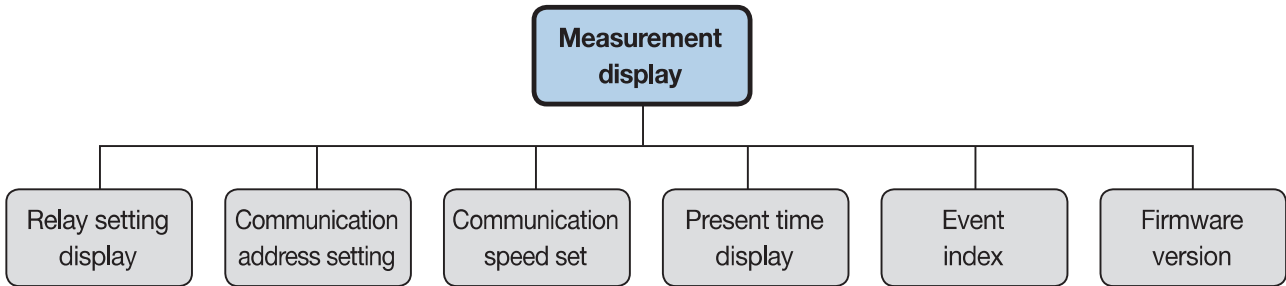 Measurement
display
Relay setting
display
Communication
address setting
Communication
speed set
Present time
display
Event
index
Firmware
version